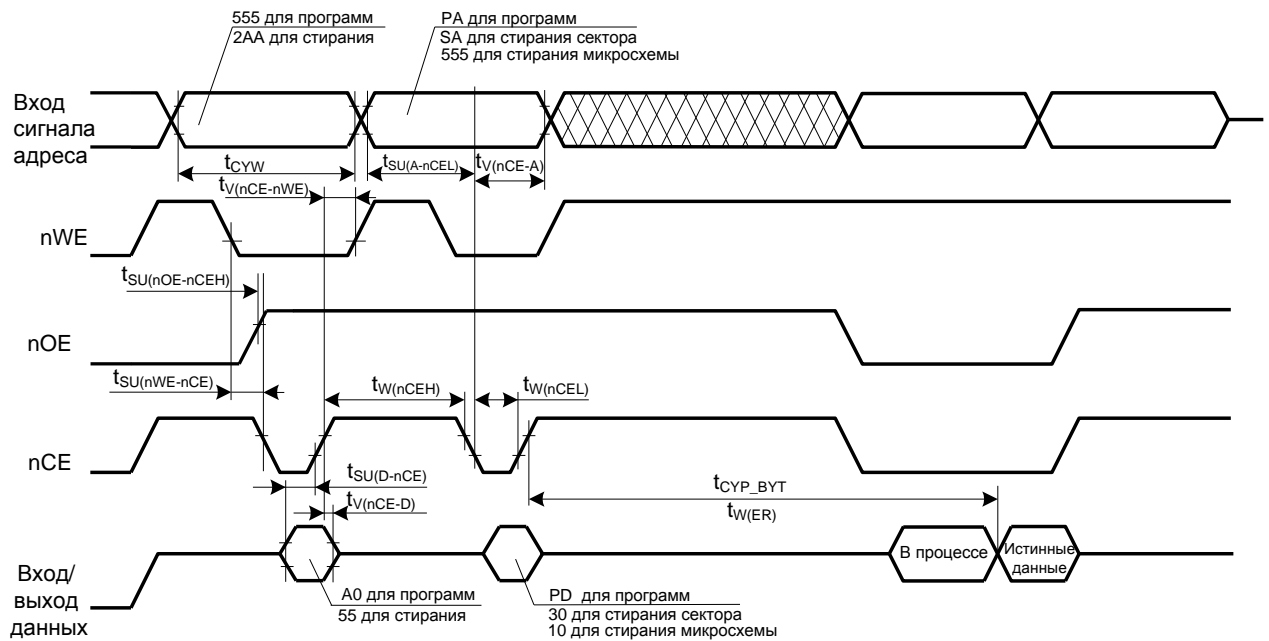 555 для программ
2АА для стирания
РА для программ
SA для стирания сектора
555 для стирания микросхемы
Вход
сигнала
адреса
tCYW
tSU(A-nCEL)
tV(nCE-A)
tV(nCE-nWE)
nWE
tSU(nOE-nCEH)
nOE
tSU(nWE-nCE)
tW(nCEH)
tW(nCEL)
nCE
tSU(D-nCE)
tV(nCE-D)
tCYP_BYT
tW(ER)
В процессе
Истинные
данные
Вход/
выход
данных
А0 для программ
55 для стирания
PD для программ
30 для стирания сектора
10 для стирания микросхемы